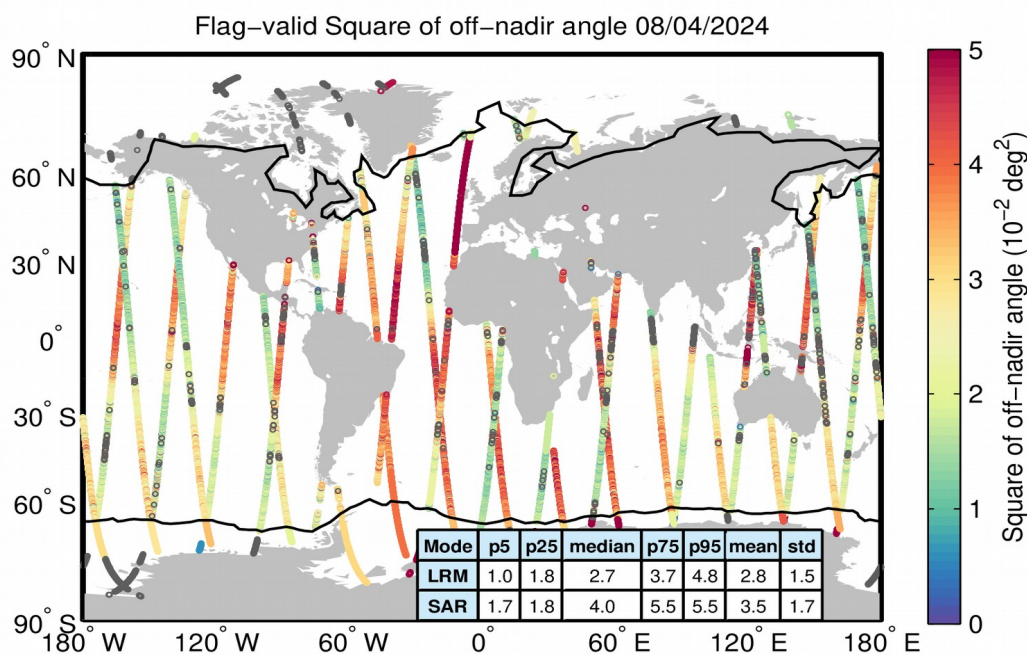 Flag−valid Square of off−nadir angle 08/04/2024
90° N
60° N
30° N
0°
30° S
60° S
90° S
180° W
120° W
60° W
0°
60° E
120° E
180° E
5
4
3
2
1
0
Square of off−nadir angle (10⁻² deg²)
Mode p5 p25 median p75 p95 mean std
LRM 1.0 1.8 2.7 3.7 4.8 2.8 1.5
SAR 1.7 1.8 4.0 5.5 5.5 3.5 1.7